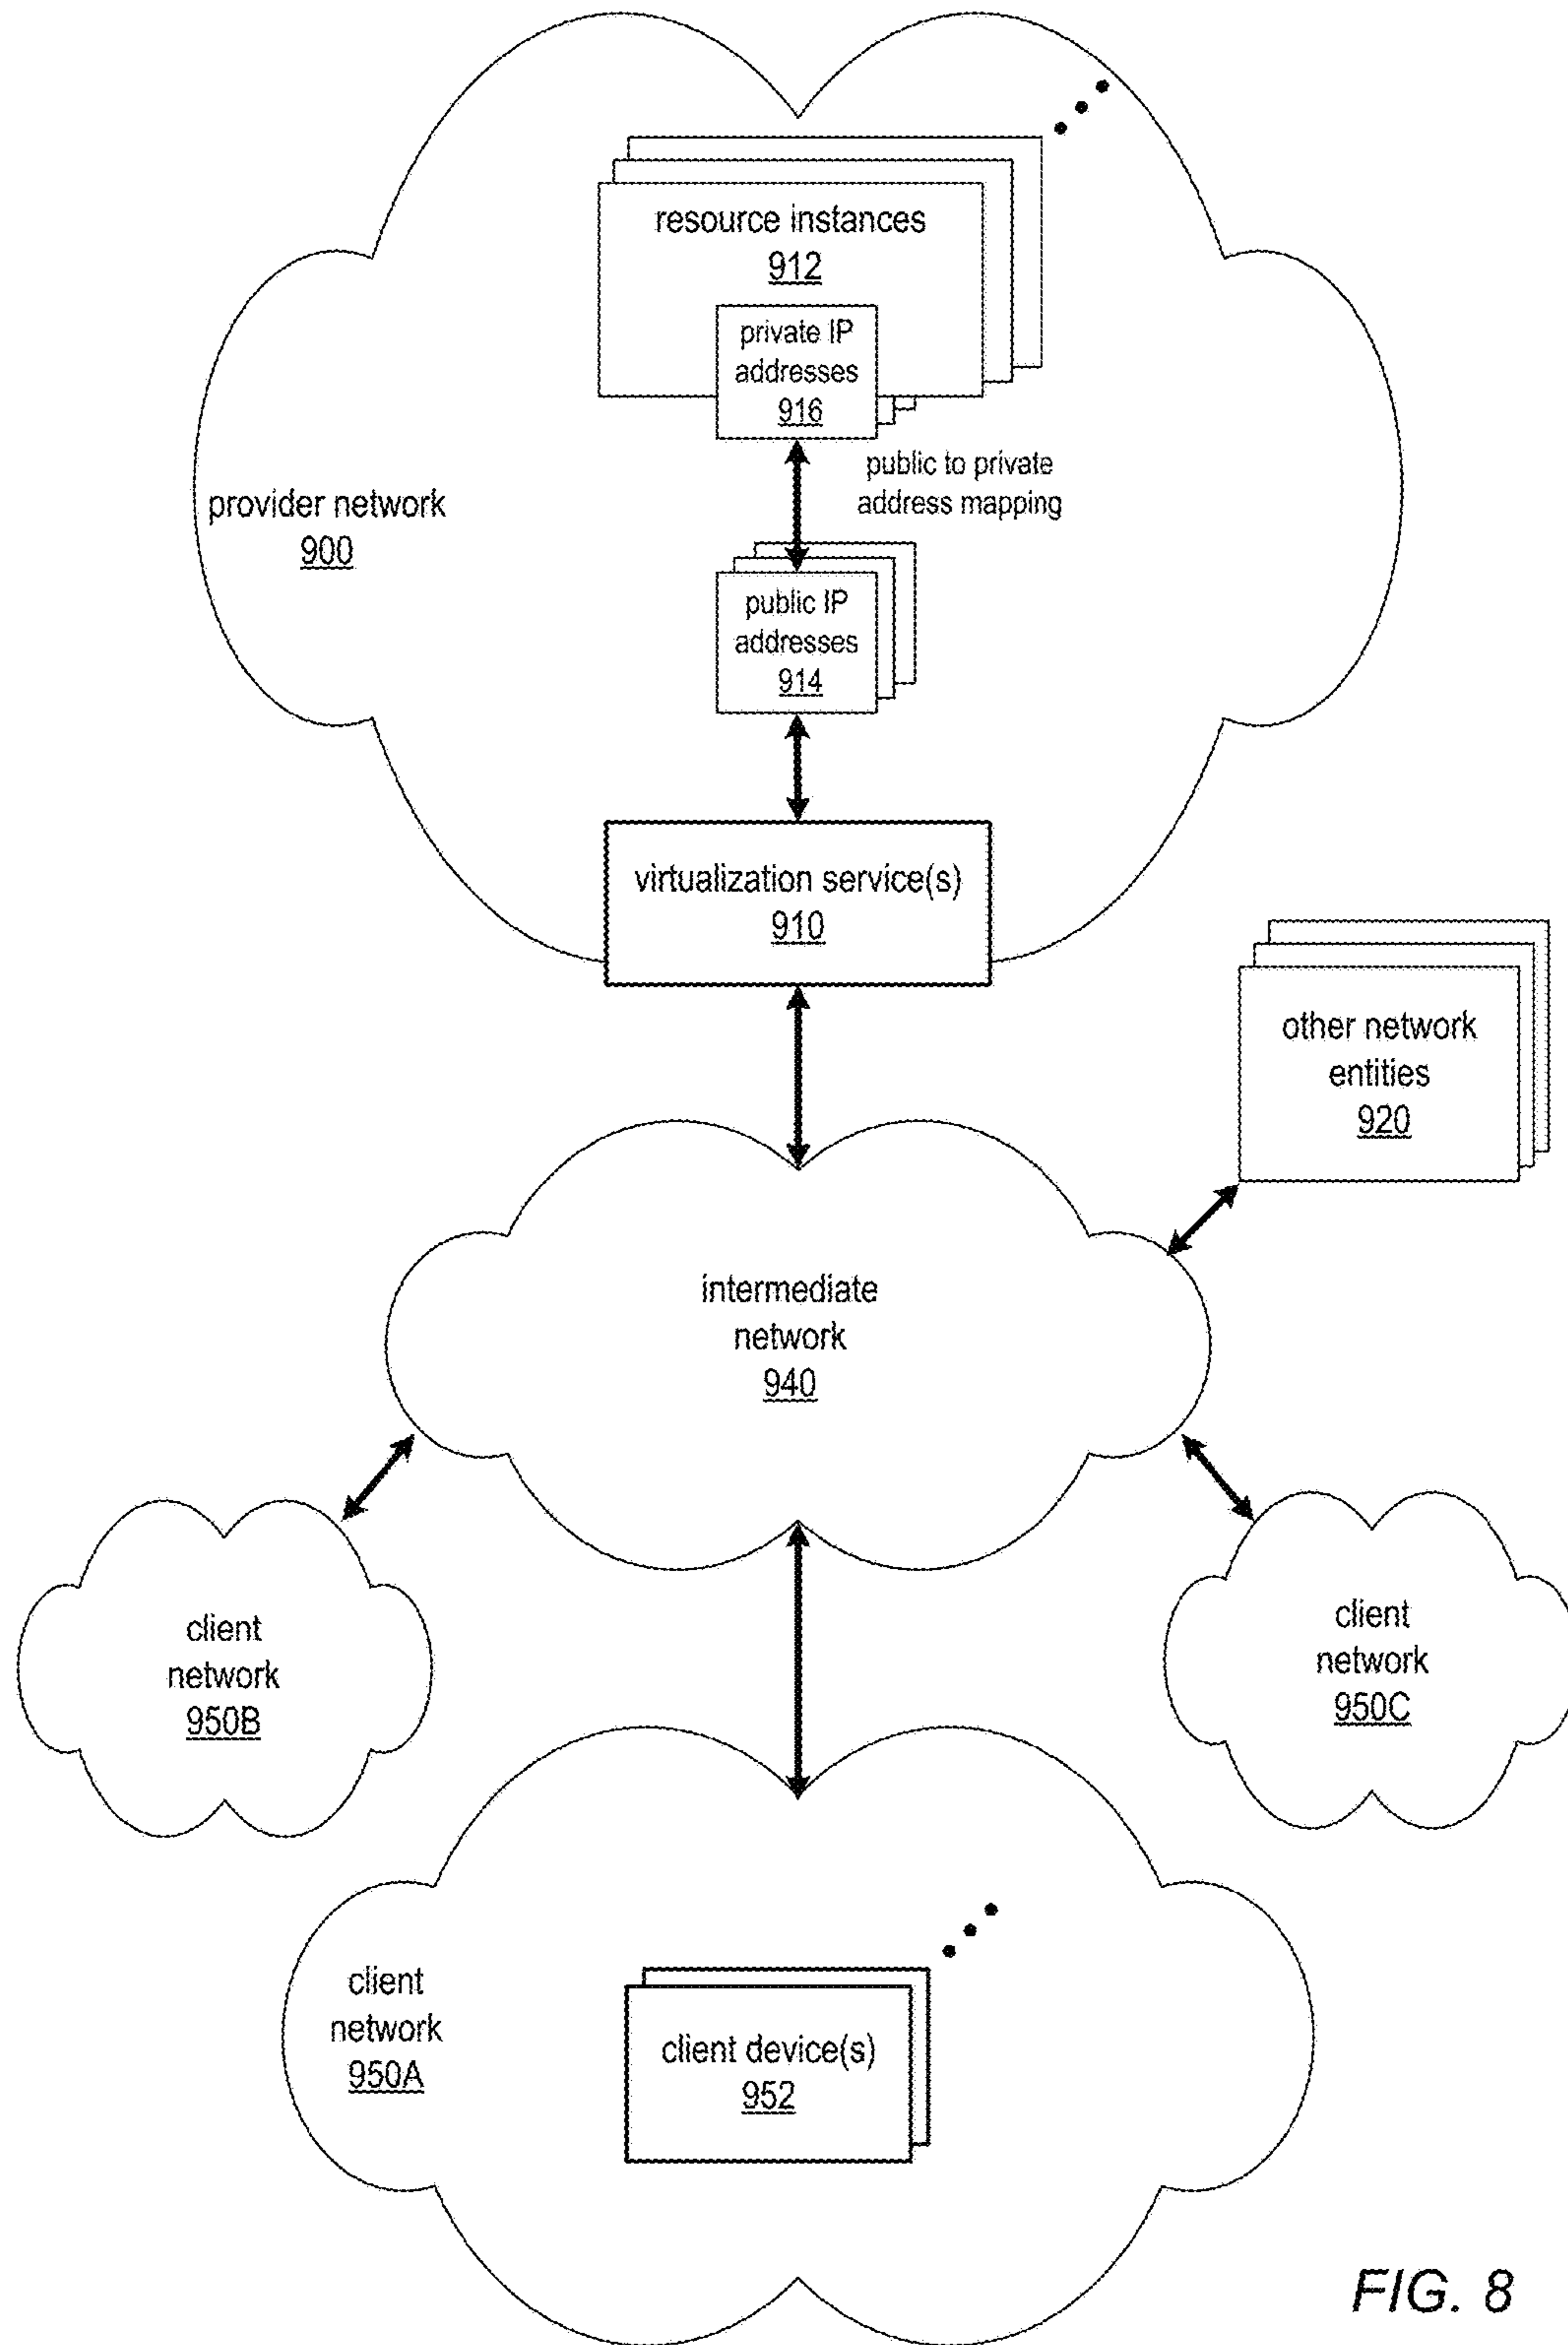 resource instances
912
private IP
addresses
916
public to private
address mapping
provider network
900
public IP
addresses
914
virtualization service(s)
910
other network
entities
920
intermediate
network
940
client
network
950B
client
network
950C
client
network
950A
client device(s)
952
FIG. 8